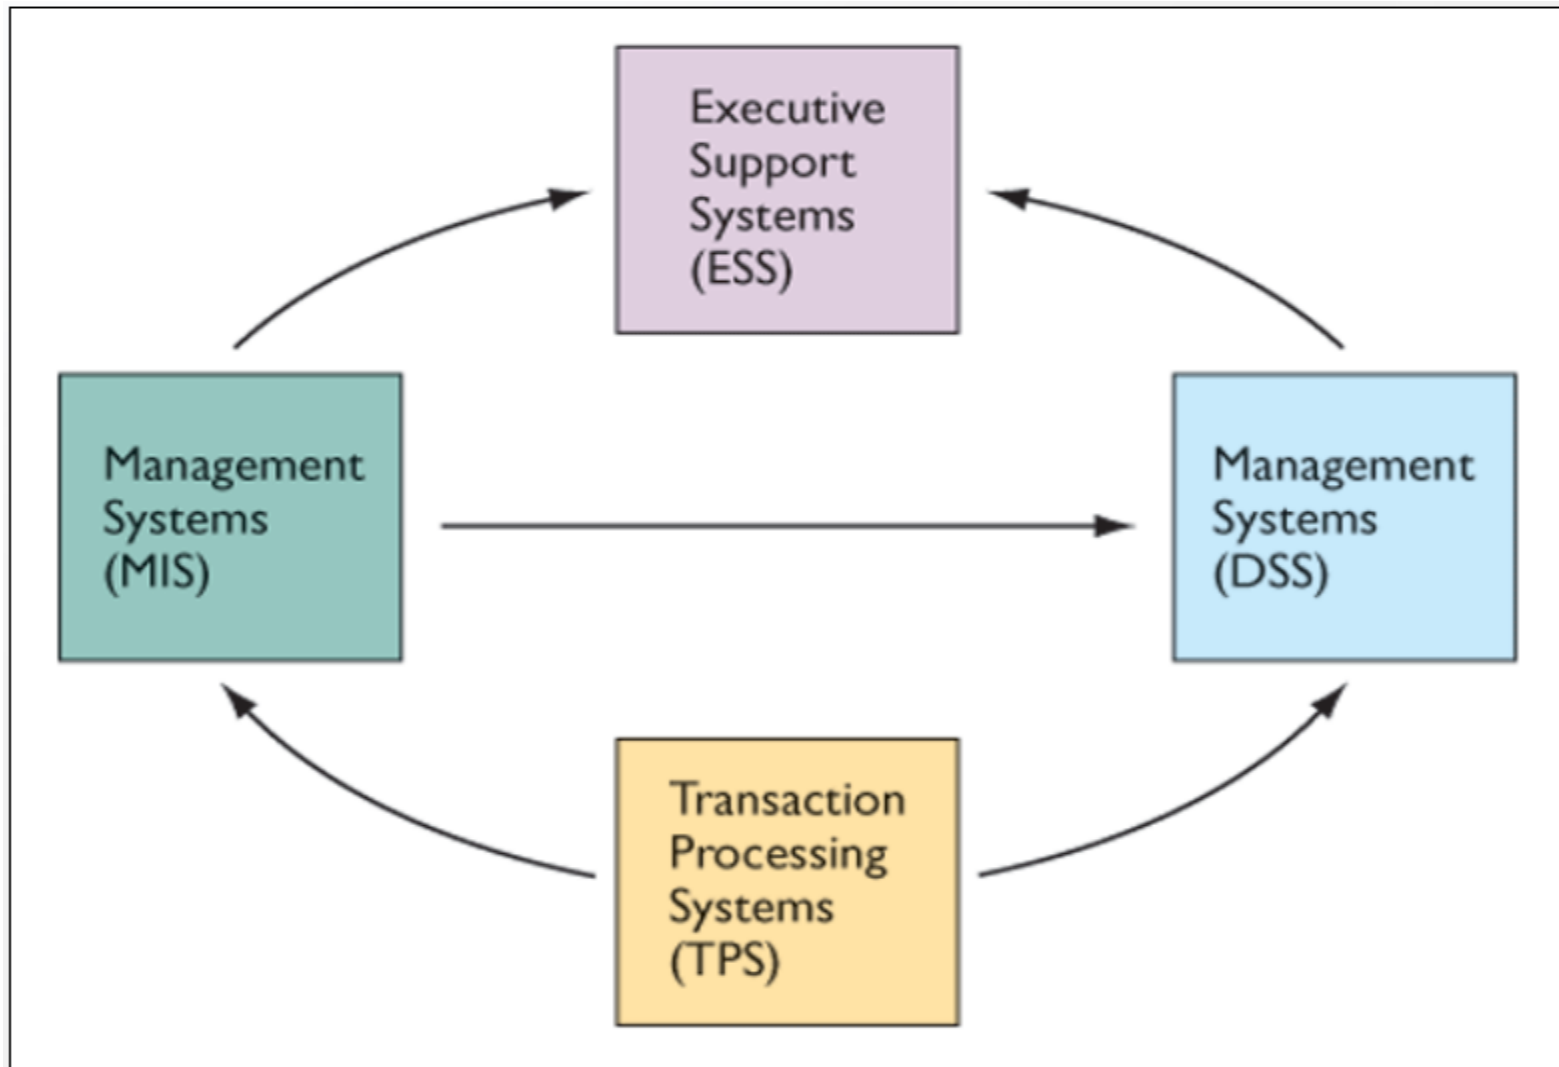 Executive
Support
Systems
(ESS)
Management
Systems
(MIS)
Management
Systems
(DSS)
Transaction
Processing
Systems
(TPS)